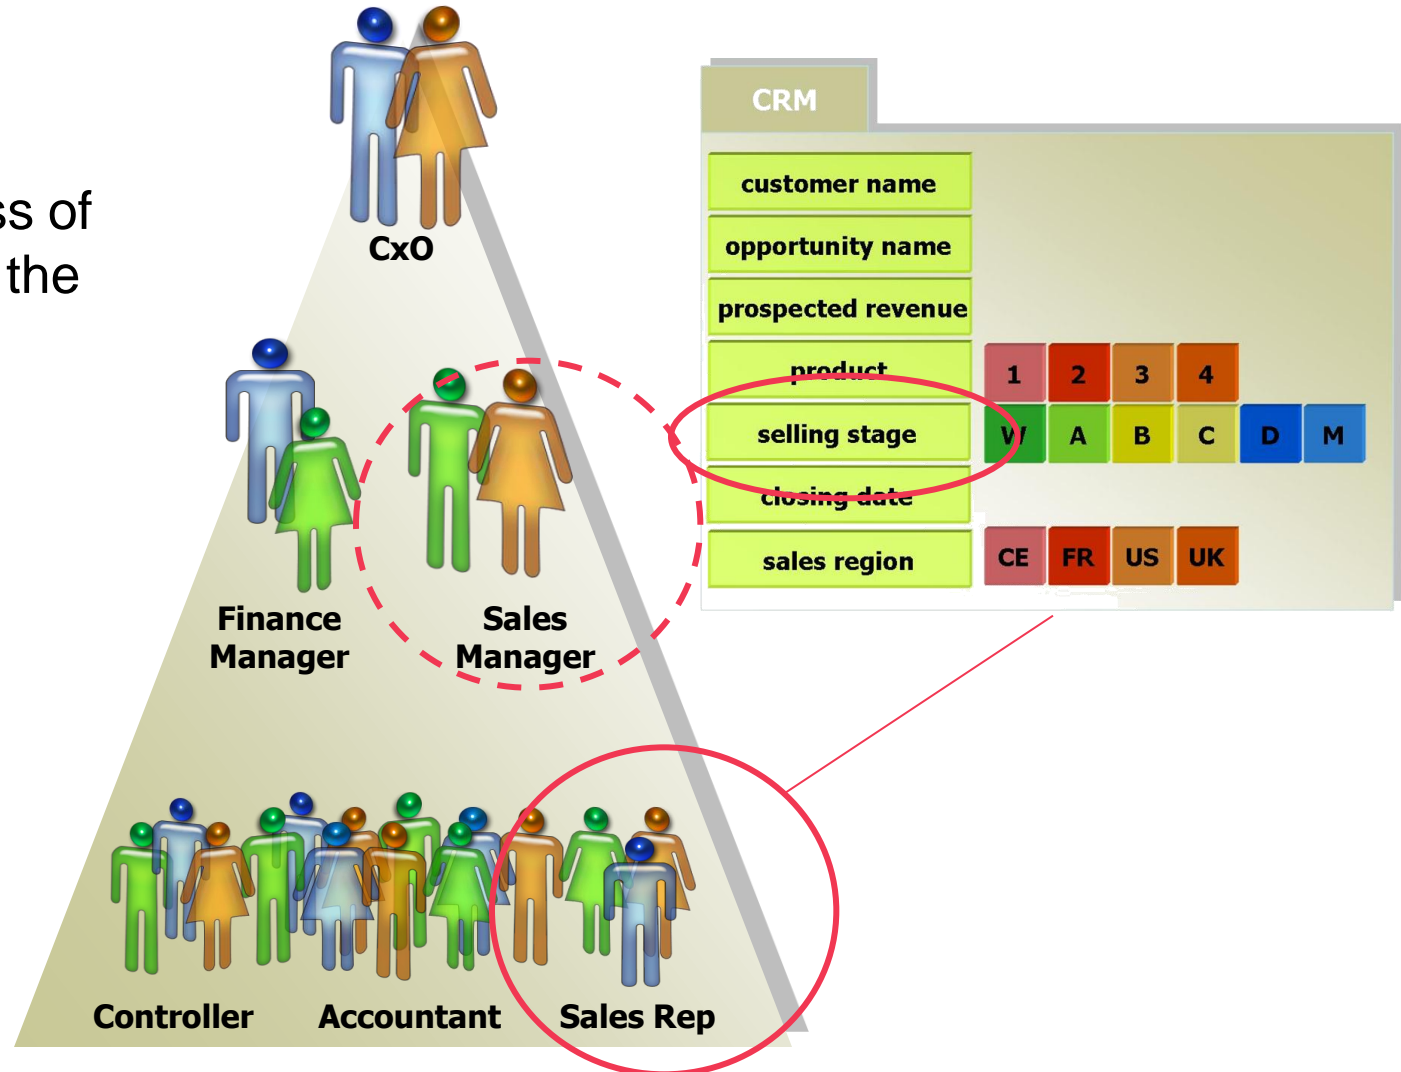 ss of
the
CxO
Finance
Manager
Sales
Manager
Controller
Accountant
Sales Rep
CRM
customer name
opportunity name
prospected revenue
product 1 2 3 4
selling stage W A B C D M
closing date
sales region CE FR US UK